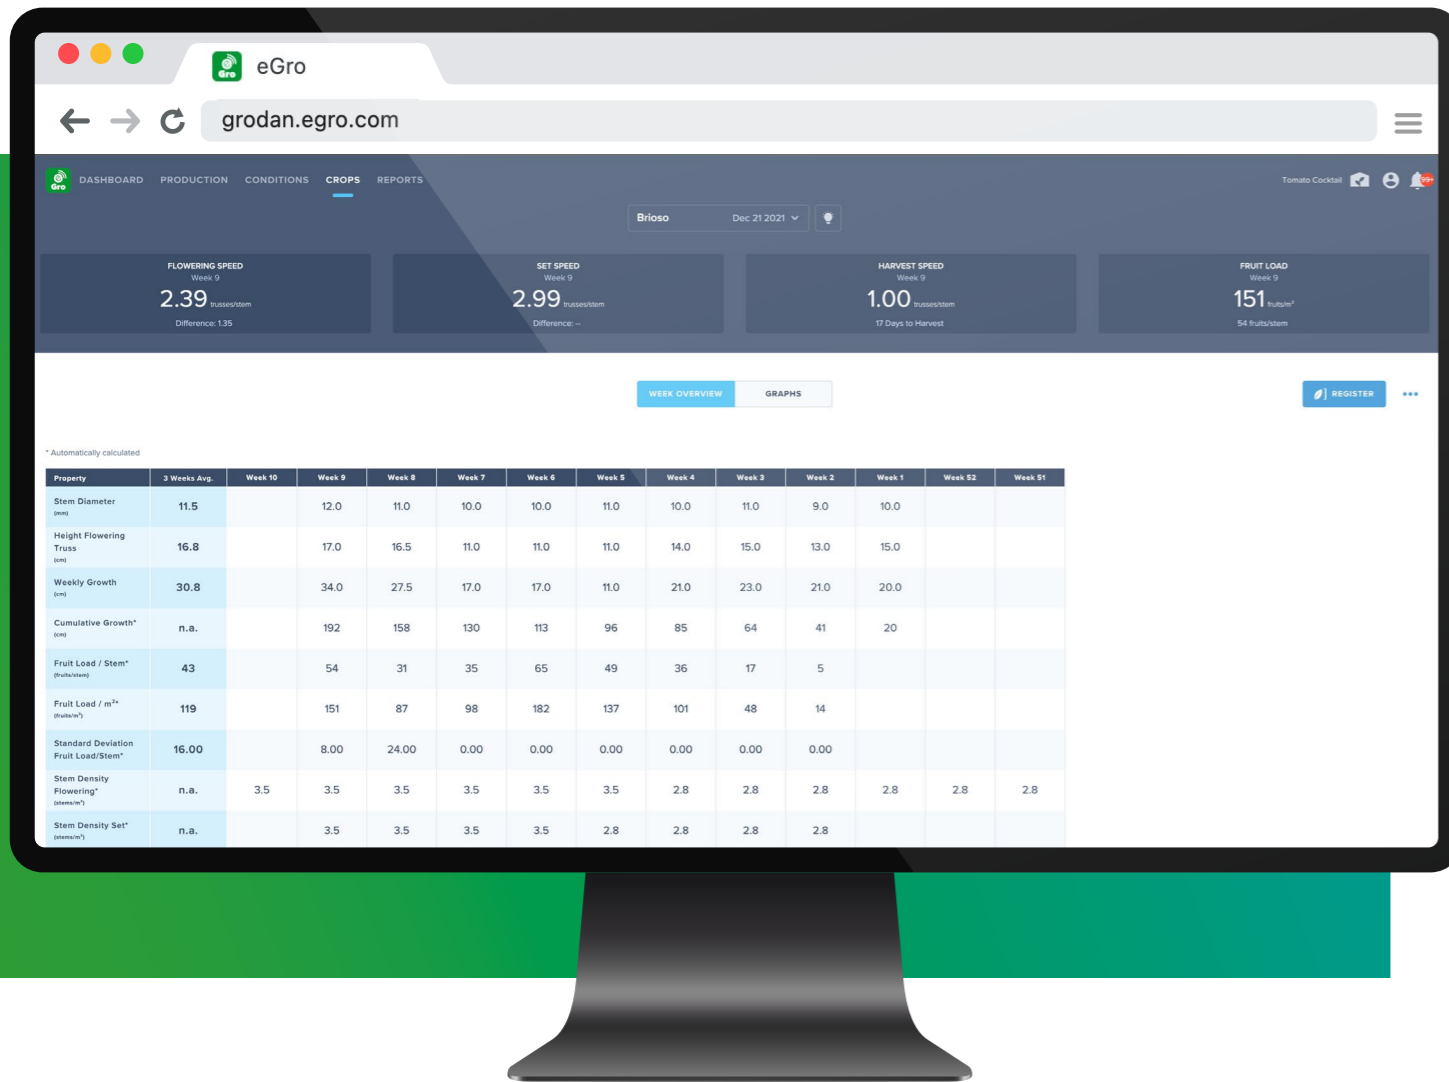 Gro
eGro
grodan.egro.com
Gro DASHBOARD PRODUCTION CONDITIONS CROPS REPORTS Tomato Cocktail 99+
Brioso Dec 21 2021
FLOWERING SPEED
Week 9
2.39 trusses/stem
Difference: 1.35
SET SPEED
Week 9
2.99 trusses/stem
Difference: –
HARVEST SPEED
Week 9
1.00 trusses/stem
17 Days to Harvest
FRUIT LOAD
Week 9
151 fruits/m²
54 fruits/stem
WEEK OVERVIEW GRAPHS REGISTER
* Automatically calculated
Property 3 Weeks Avg. Week 10 Week 9 Week 8 Week 7 Week 6 Week 5 Week 4 Week 3 Week 2 Week 1 Week 52 Week 51
Stem Diameter
(mm) 11.5 12.0 11.0 10.0 10.0 11.0 10.0 11.0 9.0 10.0
Height Flowering
Truss
(cm) 16.8 17.0 16.5 11.0 11.0 11.0 14.0 15.0 13.0 15.0
Weekly Growth
(cm) 30.8 34.0 27.5 17.0 17.0 11.0 21.0 23.0 21.0 20.0
Cumulative Growth*
(cm) n.a. 192 158 130 113 96 85 64 41 20
Fruit Load / Stem*
(fruits/stem) 43 54 31 35 65 49 36 17 5
Fruit Load / m²*
(fruits/m²) 119 151 87 98 182 137 101 48 14
Standard Deviation
Fruit Load/Stem* 16.00 8.00 24.00 0.00 0.00 0.00 0.00 0.00 0.00
Stem Density
Flowering*
(stems/m²) n.a. 3.5 3.5 3.5 3.5 3.5 3.5 2.8 2.8 2.8 2.8 2.8 2.8
Stem Density Set*
(stems/m²) n.a. 3.5 3.5 3.5 3.5 2.8 2.8 2.8 2.8